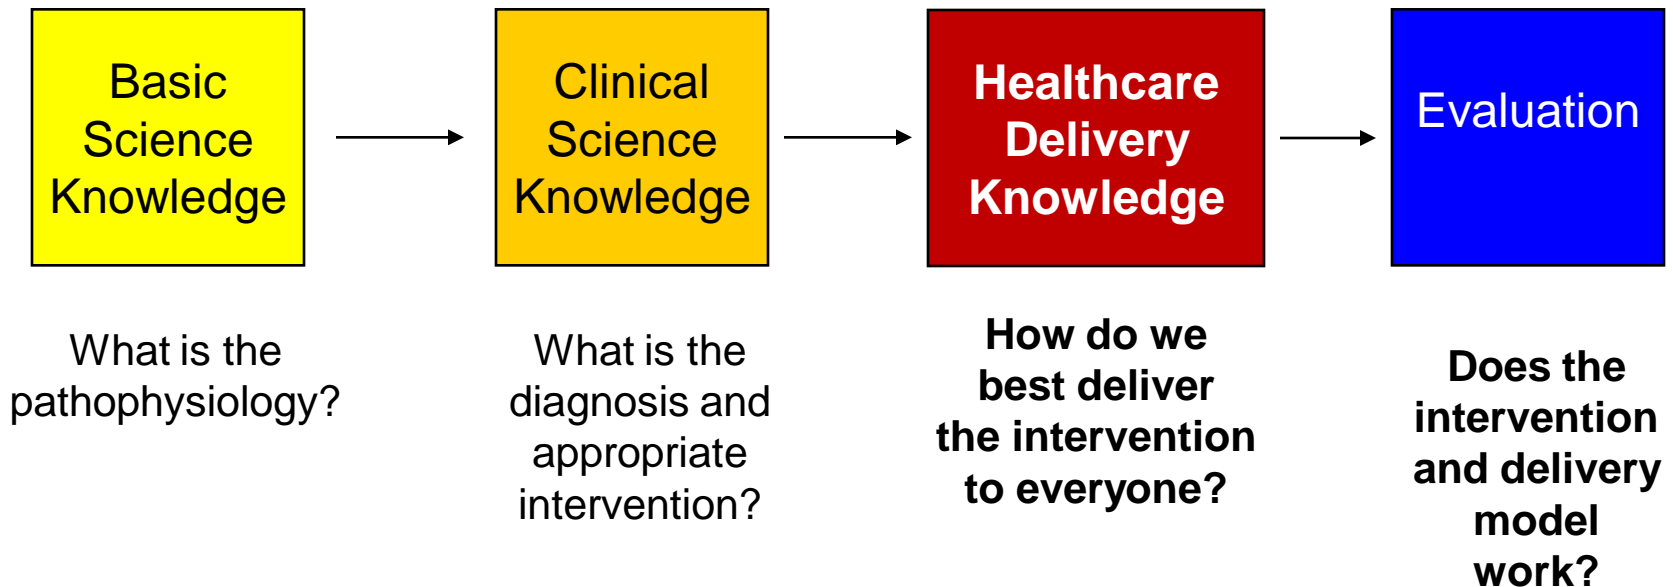 Basic
Science
Knowledge
Clinical
Science
Knowledge
Healthcare
Delivery
Knowledge
Evaluation
What is the
pathophysiology?
What is the
diagnosis and
appropriate
intervention?
How do we
best deliver
the intervention
to everyone?
Does the
intervention
and delivery
model
work?